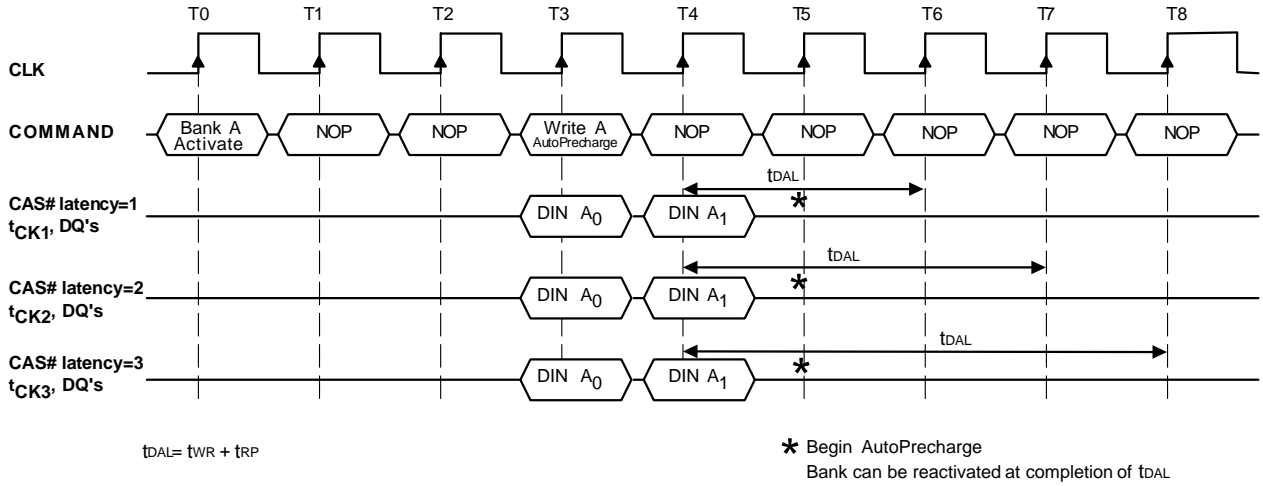 T0 T1 T2 T3 T4 T5 T6 T7 T8
CLK
COMMAND
Bank A
Activate
NOP
NOP
Write A
AutoPrecharge
NOP
NOP
NOP
NOP
NOP
tDAL
CAS# latency=1
tCK1, DQ's
DIN A0
DIN A1
*
tDAL
CAS# latency=2
tCK2, DQ's
DIN A0
DIN A1
*
tDAL
CAS# latency=3
tCK3, DQ's
DIN A0
DIN A1
*
tDAL= tWR + tRP
* Begin AutoPrecharge
Bank can be reactivated at completion of tDAL